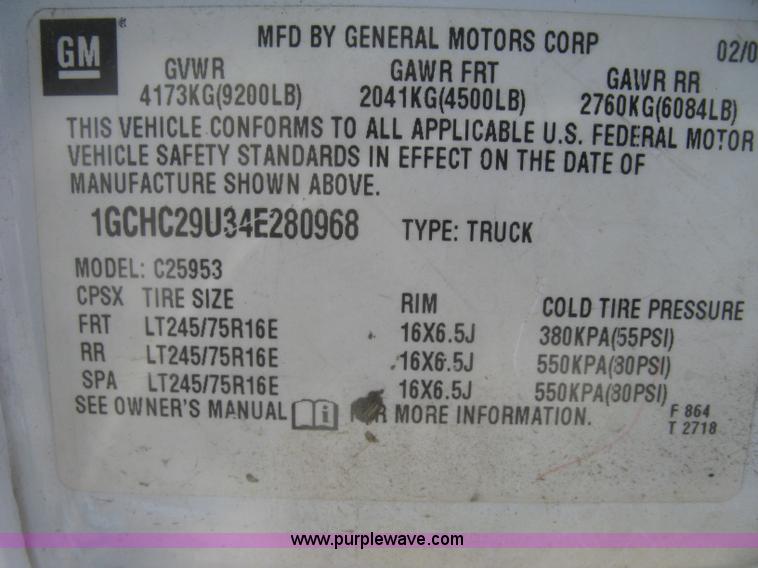 GM
MFD BY GENERAL MOTORS CORP 02/0
GVWR GAWR FRT GAWR RR
4173KG(9200LB) 2041KG(4500LB) 2760KG(6084LB)
THIS VEHICLE CONFORMS TO ALL APPLICABLE U.S. FEDERAL MOTOR
VEHICLE SAFETY STANDARDS IN EFFECT ON THE DATE OF
MANUFACTURE SHOWN ABOVE.
1GCHC29U34E280968 TYPE: TRUCK
MODEL: C25953
CPSX TIRE SIZE RIM COLD TIRE PRESSURE
FRT LT245/75R16E 16X6.5J 380KPA(55PSI)
RR LT245/75R16E 16X6.5J 550KPA(80PSI)
SPA LT245/75R16E 16X6.5J 550KPA(80PSI)
SEE OWNER'S MANUAL i FOR MORE INFORMATION.
F 864
T 2718
www.purplewave.com